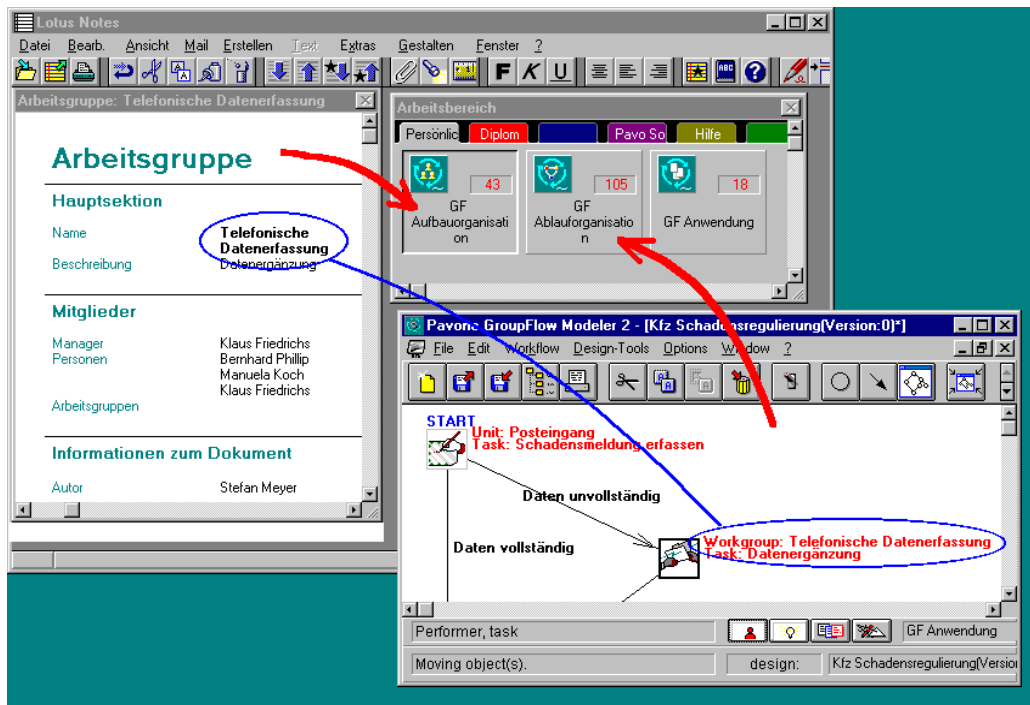 Lotus Notes
Datei Bearb. Ansicht Mail Erstellen Text Extras Gestalten Fenster ?
F K U
ABC
Arbeitsgruppe: Telefonische Datenerfassung
Arbeitsgruppe
Hauptsektion
Name Telefonische
Datenerfassung
Beschreibung Datenergänzung
Mitglieder
Manager Klaus Friedrichs
Personen Bernhard Phillip
Manuela Koch
Klaus Friedrichs
Arbeitsgruppen
Informationen zum Dokument
Autor Stefan Meyer
Arbeitsbereich
Persönlic Diplom Pavo So Hilfe
43 105 18
GF
Aufbauorganisati
on
GF
Ablauforganisatio
n
GF Anwendung
Pavone GroupFlow Modeler 2 - [Kfz Schadensregulierung(Version:0)*]
File Edit Workflow Design-Tools Options Window ?
START
Unit: Posteingang
Task: Schadensmeldung erfassen
Daten unvollständig
Daten vollständig
Workgroup: Telefonische Datenerfassung
Task: Datenergänzung
Performer, task GF Anwendung
Moving object(s). design: Kfz Schadensregulierung(Version